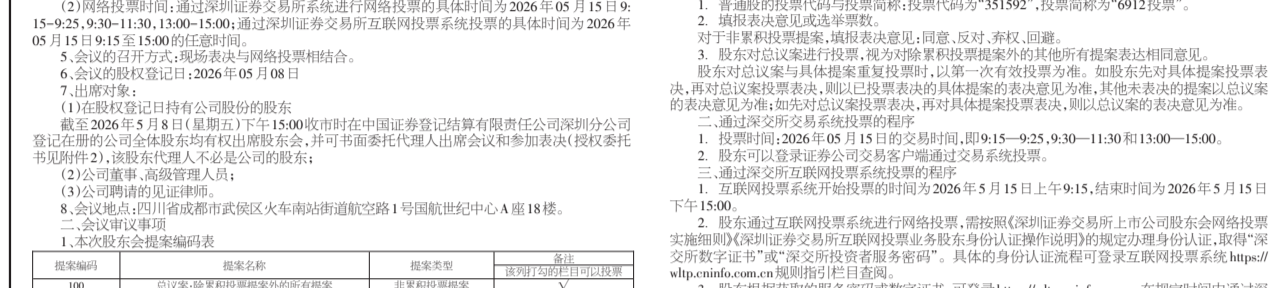 (2)网络投票时间:通过深圳证券交易所系统进行网络投票的具体时间为2026年05月15日9:
15-9:25,9:30-11:30,13:00-15:00;通过深圳证券交易所互联网投票系统投票的具体时间为2026年
05月15日9:15至15:00的任意时间。
5、会议的召开方式:现场表决与网络投票相结合。
6、会议的股权登记日:2026年05月08日
7、出席对象:
(1)在股权登记日持有公司股份的股东
截至2026年5月8日(星期五)下午15:00收市时在中国证券登记结算有限责任公司深圳分公司
登记在册的公司全体股东均有权出席股东会,并可书面委托代理人出席会议和参加表决(授权委托
书见附件2),该股东代理人不必是公司的股东;
(2)公司董事、高级管理人员;
(3)公司聘请的见证律师。
8、会议地点:四川省成都市武侯区火车南站街道航空路1号国航世纪中心A座18楼。
二、会议审议事项
1、本次股东会提案编码表
提案编码 提案名称 提案类型 备注
该列打勾的栏目可以投票
100 总议案:除累积投票提案外的所有提案 非累积投票提案 √
1. 普通股的投票代码与投票简称:投票代码为“351592”,投票简称为“6912投票”。
2. 填报表决意见或选举票数。
对于非累积投票提案,填报表决意见:同意、反对、弃权、回避。
3. 股东对总议案进行投票,视为对除累积投票提案外的其他所有提案表达相同意见。
股东对总议案与具体提案重复投票时,以第一次有效投票为准。如股东先对具体提案投票表
决,再对总议案投票表决,则以已投票表决的具体提案的表决意见为准,其他未表决的提案以总议案
的表决意见为准;如先对总议案投票表决,再对具体提案投票表决,则以总议案的表决意见为准。
二、通过深交所交易系统投票的程序
1. 投票时间:2026年05月15日的交易时间,即9:15—9:25,9:30—11:30和13:00—15:00。
2. 股东可以登录证券公司交易客户端通过交易系统投票。
三、通过深交所互联网投票系统投票的程序
1. 互联网投票系统开始投票的时间为2026年5月15日上午9:15,结束时间为2026年5月15日
下午15:00。
2. 股东通过互联网投票系统进行网络投票,需按照《深圳证券交易所上市公司股东会网络投票
实施细则》《深圳证券交易所互联网投票业务股东身份认证操作说明》的规定办理身份认证,取得“深
交所数字证书”或“深交所投资者服务密码”。具体的身份认证流程可登录互联网投票系统https://
wltp.cninfo.com.cn规则指引栏目查阅。